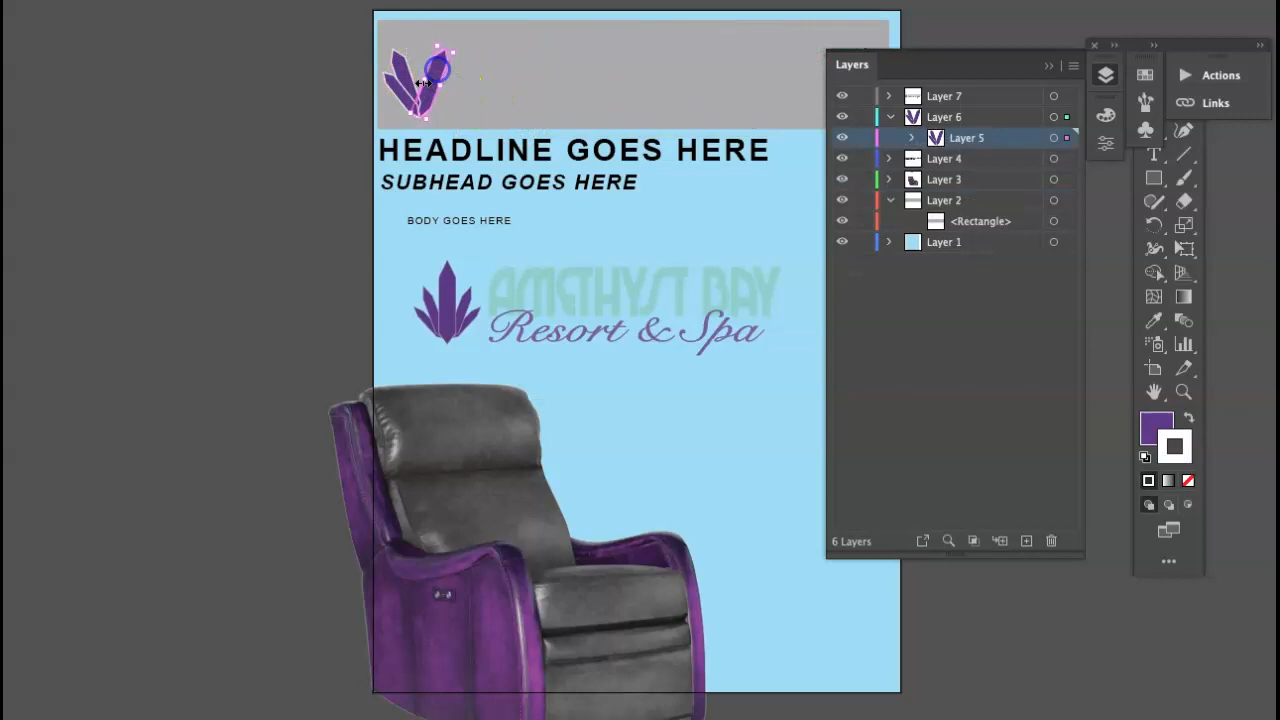 HEADLINE GOES HERE
SUBHEAD GOES HERE
BODY GOES HERE
AMETHYST BAY
Resort & Spa
Layers
Layer 7
Layer 6
Layer 5
Layer 4
Layer 3
Layer 2
<Rectangle>
Layer 1
6 Layers
Actions
Links